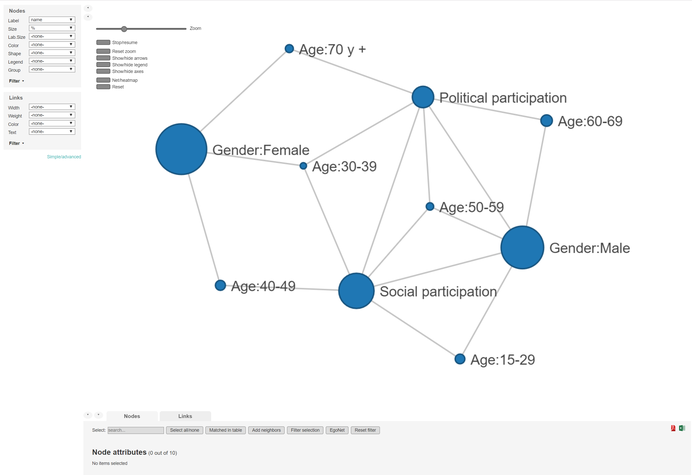 Nodes
Label name
Size %
Lab.Size -none-
Color -none-
Shape -none-
Legend -none-
Group -none-
Filter
Links
Width -none-
Weight -none-
Color -none-
Text -none-
Filter
Simple/advanced
Zoom
Stop/resume
Reset zoom
Show/hide arrows
Show/hide legend
Show/hide axes
Net/heatmap
Reset
Age:70 y +
Political participation
Age:60-69
Gender:Female
Age:30-39
Age:50-59
Gender:Male
Age:40-49
Social participation
Age:15-29
Nodes Links
Select: search... Select all/none Matched in table Add neighbors Filter selection EgoNet Reset filter
Node attributes (0 out of 10)
No items selected